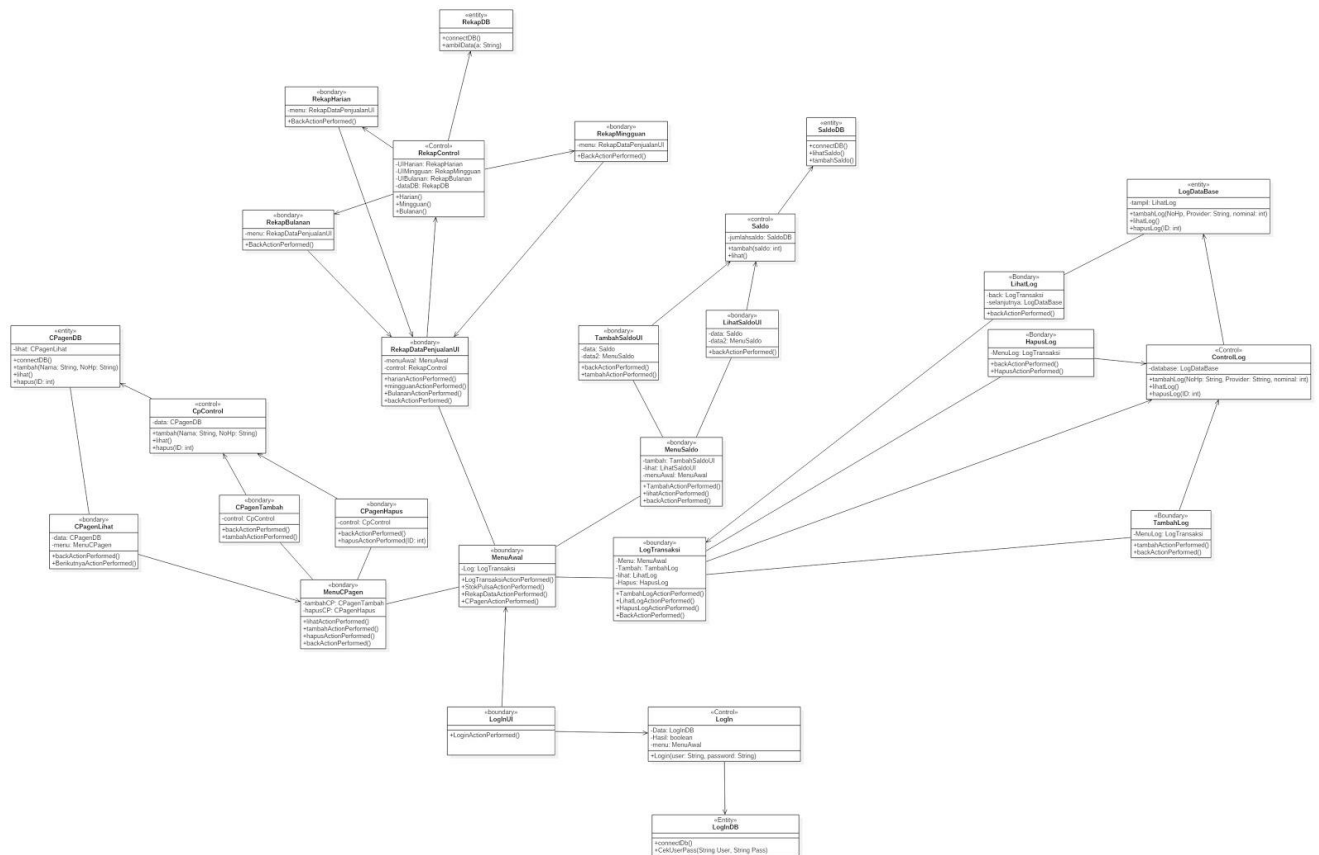 «entity»
RekapDB
+connectDB()
+ambilData(a: String)
«bondary»
RekapHarian
-menu: RekapDataPenjualanUI
+BackActionPerformed()
«Control»
RekapControl
-UIHarian: RekapHarian
-UIMingguan: RekapMingguan
-UIBulanan: RekapBulanan
-dataDB: RekapDB
+Harian()
+Mingguan()
+Bulanan()
«bondary»
RekapMingguan
-menu: RekapDataPenjualanUI
+BackActionPerformed()
«entity»
SaldoDB
+connectDB()
+lihatSaldo()
+tambahSaldo()
«bondary»
RekapBulanan
-menu: RekapDataPenjualanUI
+BackActionPerformed()
«control»
Saldo
-jumlahsaldo: SaldoDB
+tambah(saldo: int)
+lihat()
«entity»
LogDataBase
-tampil: LihatLog
+tambahLog(NoHp, Provider: String, nominal: int)
+lihatLog()
+hapusLog(ID: int)
«Bondary»
LihatLog
-back: LogTransaksi
-selanjutnya: LogDataBase
+backActionPerformed()
«entity»
CPagenDB
-lihat: CPagenLihat
+connectDB()
+tambah(Nama: String, NoHp: String)
+lihat()
+hapus(ID: int)
«bondary»
RekapDataPenjualanUI
-menuAwal: MenuAwal
-control: RekapControl
+harianActionPerformed()
+mingguanActionPerformed()
+BulananActionPerformed()
+backActionPerformed()
«bondary»
TambahSaldoUI
-data: Saldo
-data2: MenuSaldo
+backActionPerformed()
+tambahActionPerformed()
«bondary»
LihatSaldoUI
-data: Saldo
-data2: MenuSaldo
+backActionPerformed()
«Bondary»
HapusLog
-MenuLog: LogTransaksi
+backActionPerformed()
+HapusActionPerformed()
«Control»
ControlLog
-database: LogDataBase
+tambahLog(NoHp: String, Provider: String, nominal: int)
+lihatLog()
+hapusLog(ID: int)
«control»
CpControl
-data: CPagenDB
+tambah(Nama: String, NoHp: String)
+lihat()
+hapus(ID: int)
«bondary»
MenuSaldo
-tambah: TambahSaldoUI
-lihat: LihatSaldoUI
-menuAwal: MenuAwal
+TambahActionPerformed()
+lihatActionPerformed()
+backActionPerformed()
«bondary»
CPagenLihat
-data: CPagenDB
-menu: MenuCPagen
+backActionPerformed()
+BerikutnyaActionPerformed()
«bondary»
CPagenTambah
-control: CpControl
+backActionPerformed()
+tambahActionPerformed()
«bondary»
CPagenHapus
-control: CpControl
+backActionPerformed()
+hapusActionPerformed(ID: int)
«Boundary»
TambahLog
-MenuLog: LogTransaksi
+tambahActionPerformed()
+backActionPerformed()
«bondary»
MenuCPagen
-tambahCP: CPagenTambah
-hapusCP: CPagenHapus
+lihatActionPerformed()
+tambahActionPerformed()
+hapusActionPerformed()
+backActionPerformed()
«boundary»
MenuAwal
-Log: LogTransaksi
+LogTransaksiActionPerformed()
+StokPulsaActionPerformed()
+RekapDataActionPerformed()
+CPagenActionPerformed()
«boundary»
LogTransaksi
-Menu: MenuAwal
-Tambah: TambahLog
-lihat: LihatLog
-Hapus: HapusLog
+TambahLogActionPerformed()
+LihatLogActionPerformed()
+HapusLogActionPerformed()
+BackActionPerformed()
«boundary»
LogInUI
+LoginActionPerformed()
«Control»
LogIn
-Data: LogInDB
-Hasil: boolean
-menu: MenuAwal
+Login(user: String, password: String)
«Entity»
LogInDB
+connectDb()
+CekUserPass(String User, String Pass)